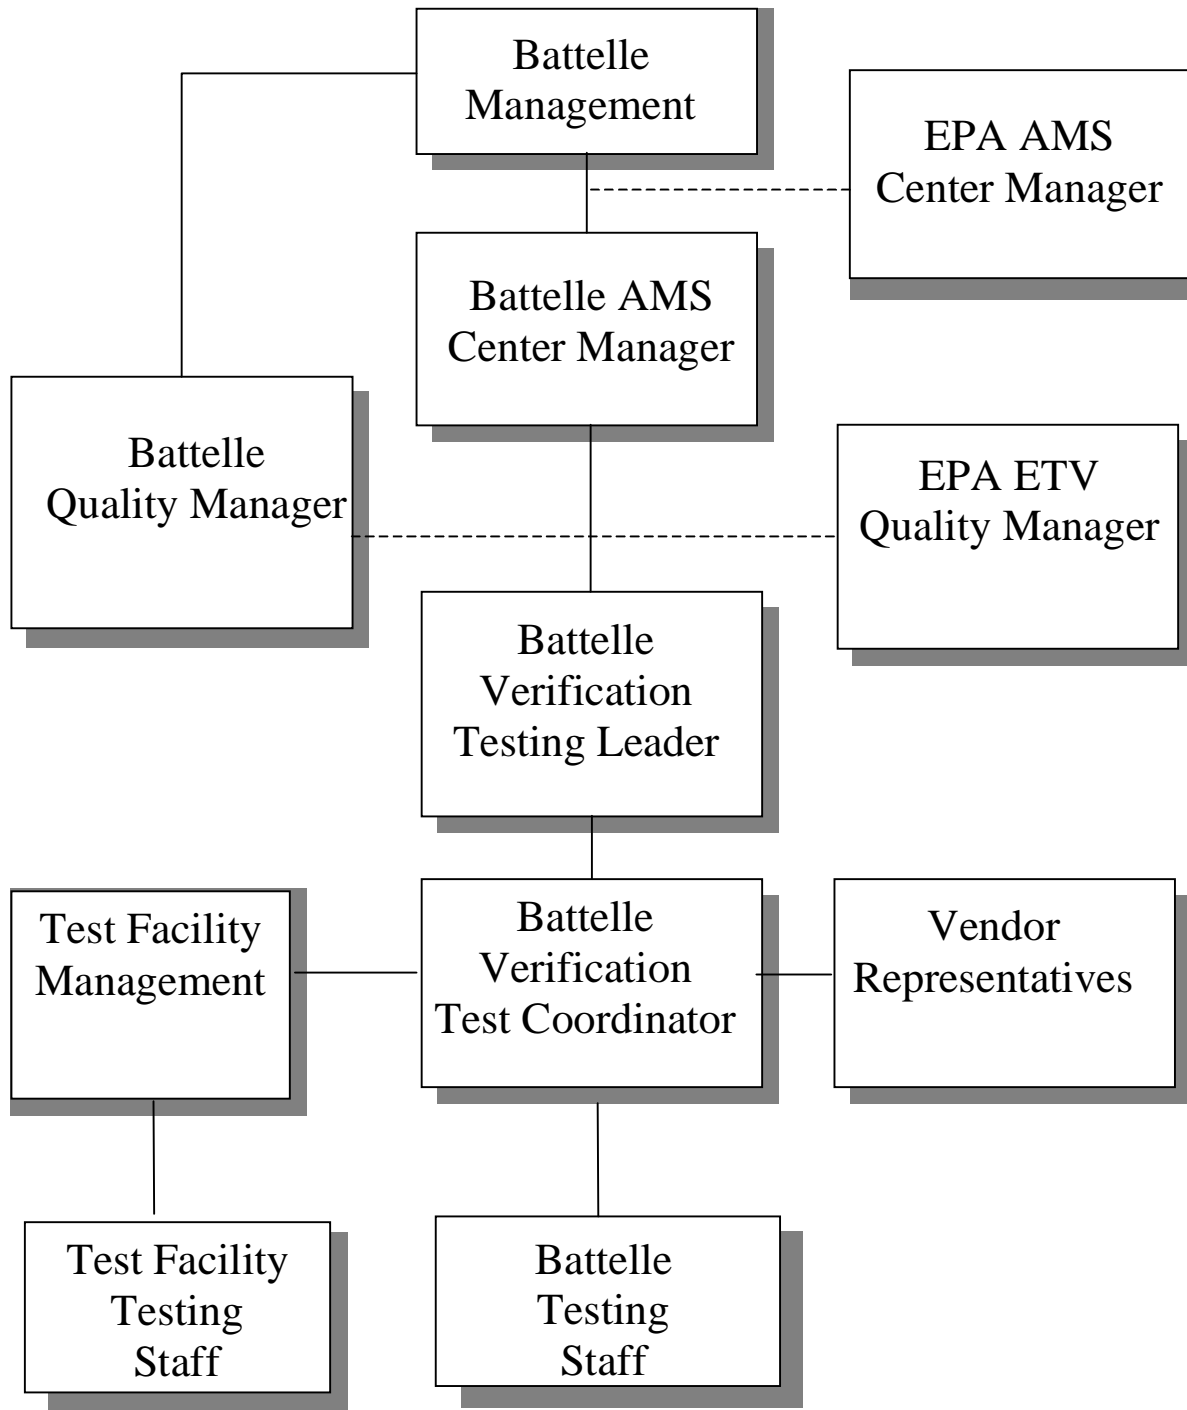 Battelle
Management
EPA AMS
Center Manager
Battelle AMS
Center Manager
Battelle
Quality Manager
EPA ETV
Quality Manager
Battelle
Verification
Testing Leader
Test Facility
Management
Battelle
Verification
Test Coordinator
Vendor
Representatives
Test Facility
Testing
Staff
Battelle
Testing
Staff